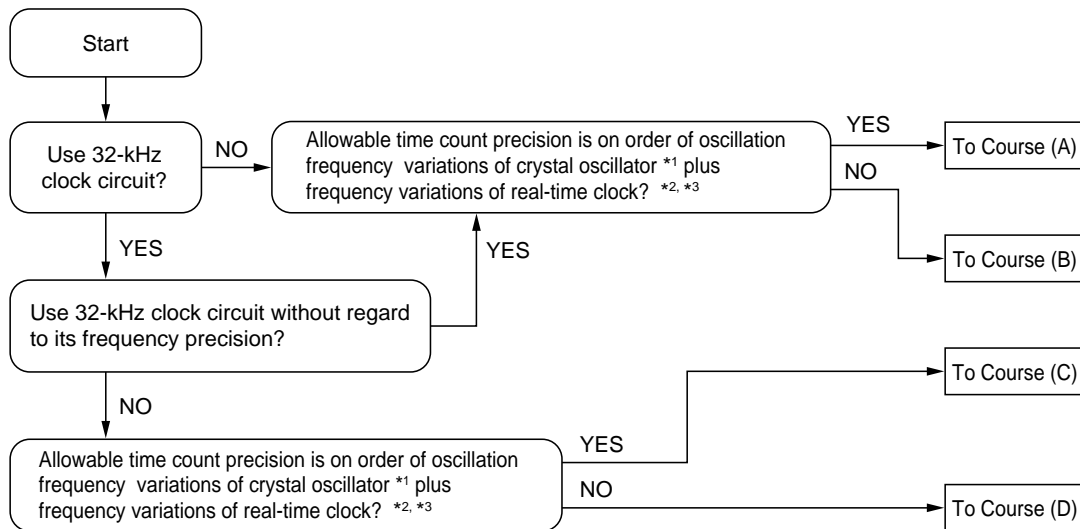 Start
Use 32-kHz
clock circuit?
NO
Allowable time count precision is on order of oscillation
frequency variations of crystal oscillator *1 plus
frequency variations of real-time clock? *2, *3
YES
To Course (A)
NO
To Course (B)
YES
YES
Use 32-kHz clock circuit without regard
to its frequency precision?
To Course (C)
NO
Allowable time count precision is on order of oscillation
frequency variations of crystal oscillator *1 plus
frequency variations of real-time clock? *2, *3
YES
NO
To Course (D)